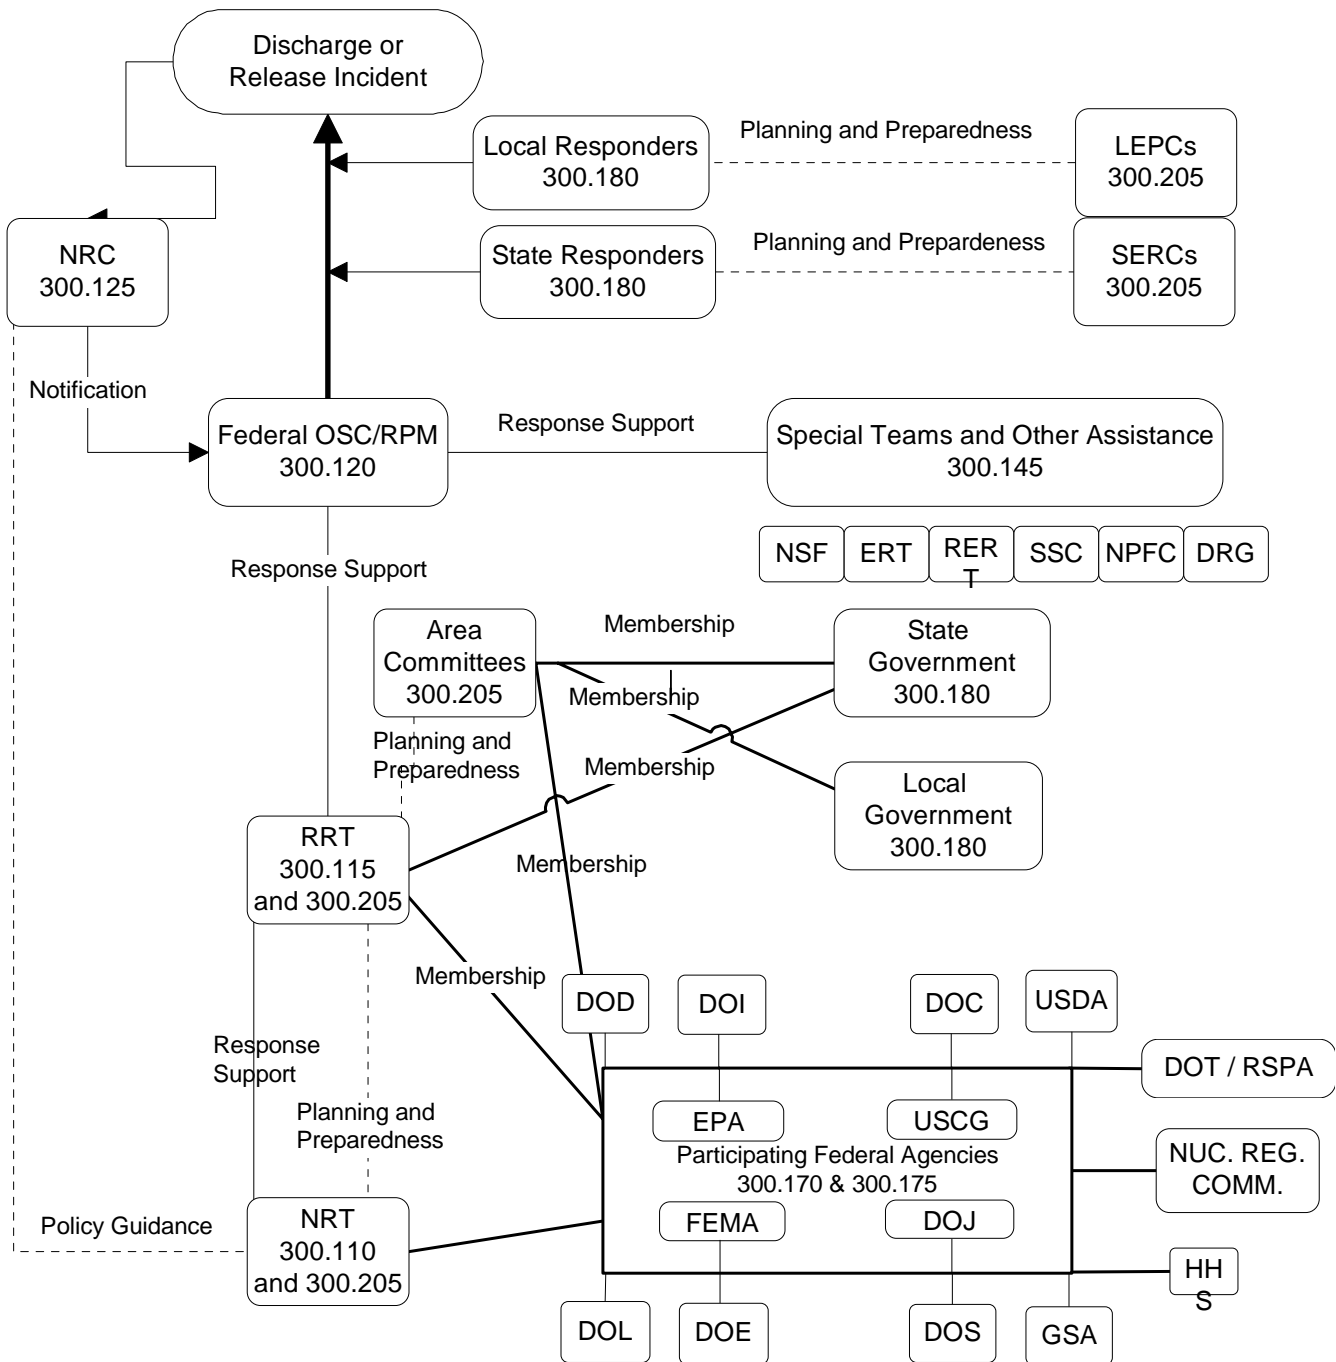 Discharge or
Release Incident
Local Responders
300.180
Planning and Preparedness
LEPCs
300.205
NRC
300.125
State Responders
300.180
Planning and Prepardeness
SERCs
300.205
Notification
Federal OSC/RPM
300.120
Response Support
Special Teams and Other Assistance
300.145
NSF
ERT
RER
T
SSC
NPFC
DRG
Response Support
Area
Committees
300.205
Membership
State
Government
300.180
Membership
Planning and
Preparedness
Membership
Local
Government
300.180
RRT
300.115
and 300.205
Membership
Membership
DOD
DOI
DOC
USDA
Response
Support
DOT / RSPA
Planning and
Preparedness
EPA
USCG
Participating Federal Agencies
300.170 & 300.175
NUC. REG.
COMM.
Policy Guidance
NRT
300.110
and 300.205
FEMA
DOJ
HH
S
DOL
DOE
DOS
GSA